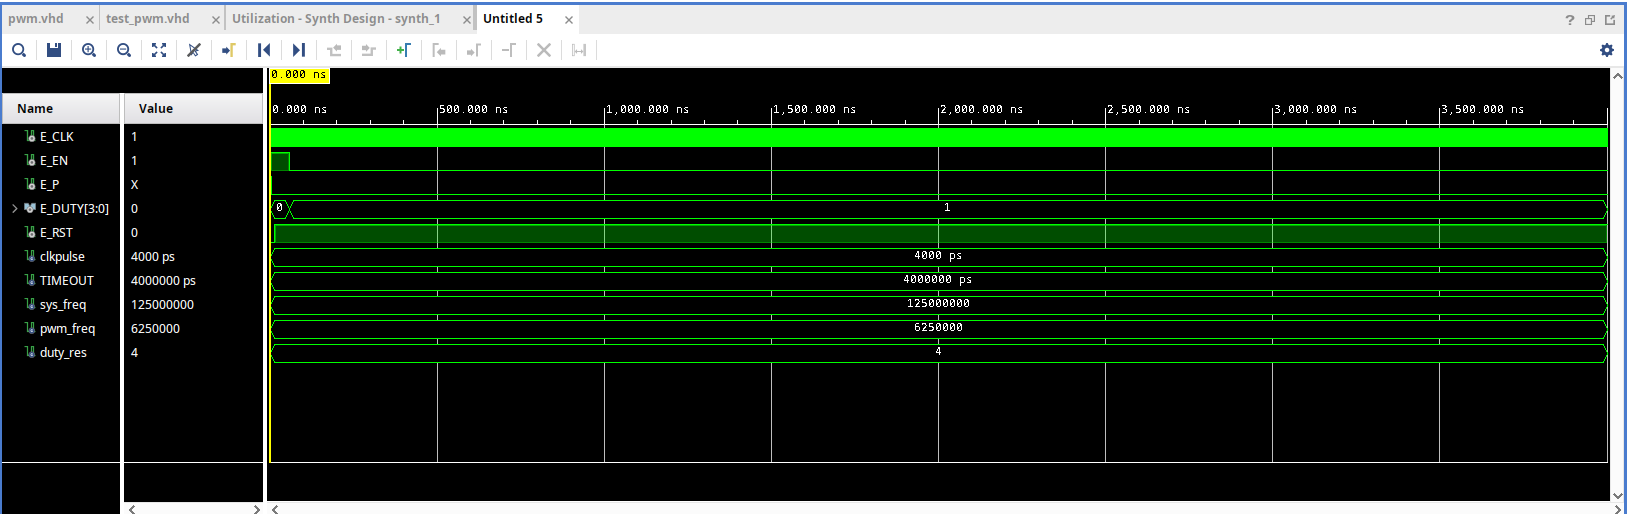 pwm.vhd × test_pwm.vhd × Utilization - Synth Design - synth_1 × Untitled 5 × ?
0.000 ns
Name Value 0.000 ns 500.000 ns 1,000.000 ns 1,500.000 ns 2,000.000 ns 2,500.000 ns 3,000.000 ns 3,500.000 ns
E_CLK 1
E_EN 1
E_P X
E_DUTY[3:0] 0 0 1
E_RST 0
clkpulse 4000 ps 4000 ps
TIMEOUT 4000000 ps 4000000 ps
sys_freq 125000000 125000000
pwm_freq 6250000 6250000
duty_res 4 4